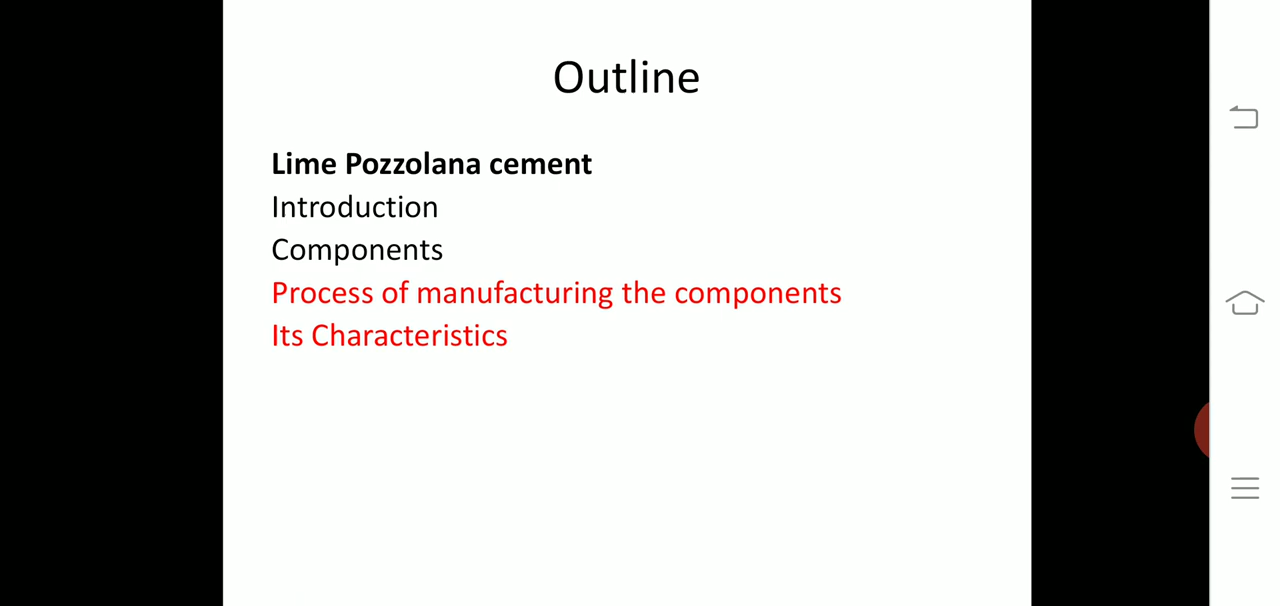 Outline
Lime Pozzolana cement
Introduction
Components
Process of manufacturing the components
Its Characteristics